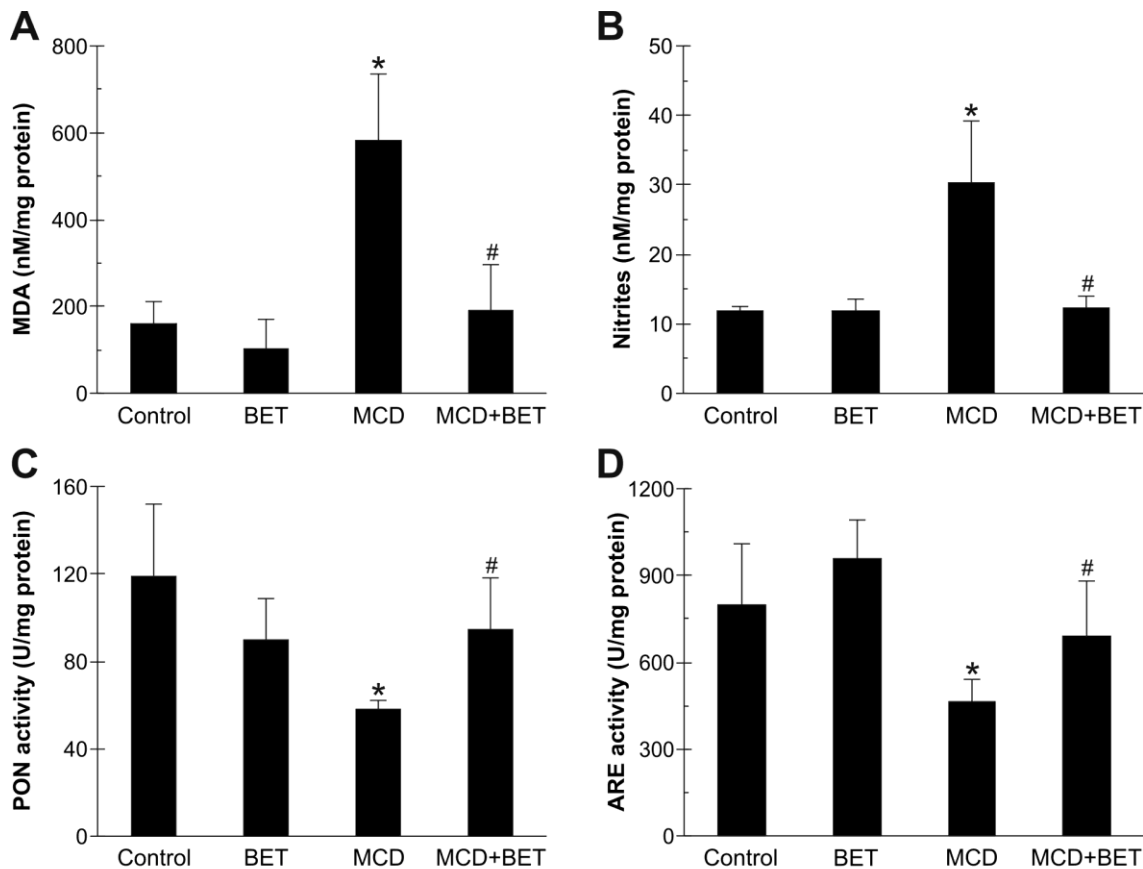 A
MDA (nM/mg protein)
800
600
400
200
0
*
#
Control BET MCD MCD+BET
B
Nitrites (nM/mg protein)
50
40
30
20
10
0
*
#
Control BET MCD MCD+BET
C
PON activity (U/mg protein)
160
120
80
40
0
*
#
Control BET MCD MCD+BET
D
ARE activity (U/mg protein)
1200
900
600
300
0
*
#
Control BET MCD MCD+BET